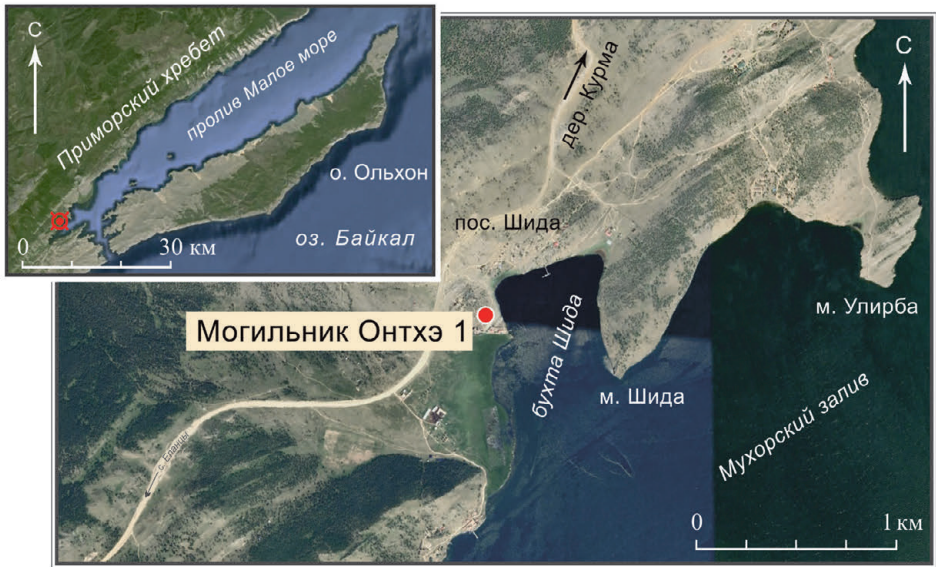 С
Приморский хребет
пролив Малое море
о. Ольхон
оз. Байкал
0
30 км
С
дер. Курма
пос. Шида
м. Улирба
Могильник Онтхэ 1
бухта Шида
м. Шида
Мухорский залив
с. Еланцы
0
1 км